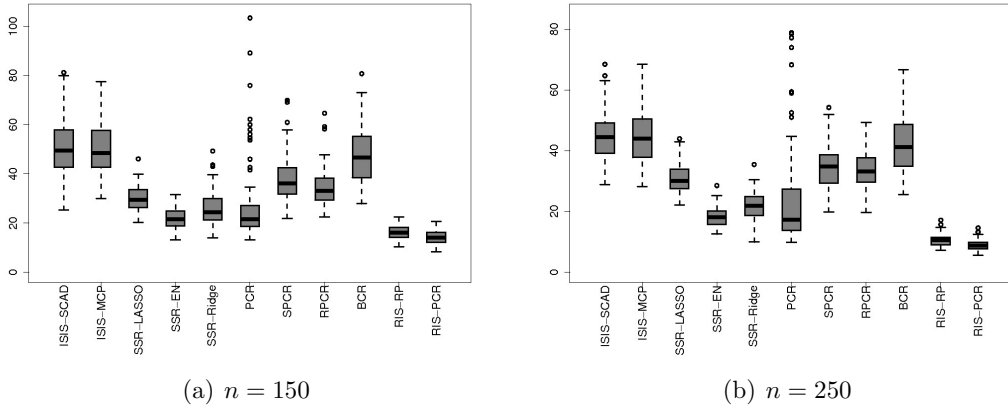 100
80
60
40
20
0
ISIS−SCAD
ISIS−MCP
SSR−LASSO
SSR−EN
SSR−Ridge
PCR
SPCR
RPCR
BCR
RIS−RP
RIS−PCR
(a) n = 150
80
60
40
20
0
ISIS−SCAD
ISIS−MCP
SSR−LASSO
SSR−EN
SSR−Ridge
PCR
SPCR
RPCR
BCR
RIS−RP
RIS−PCR
(b) n = 250